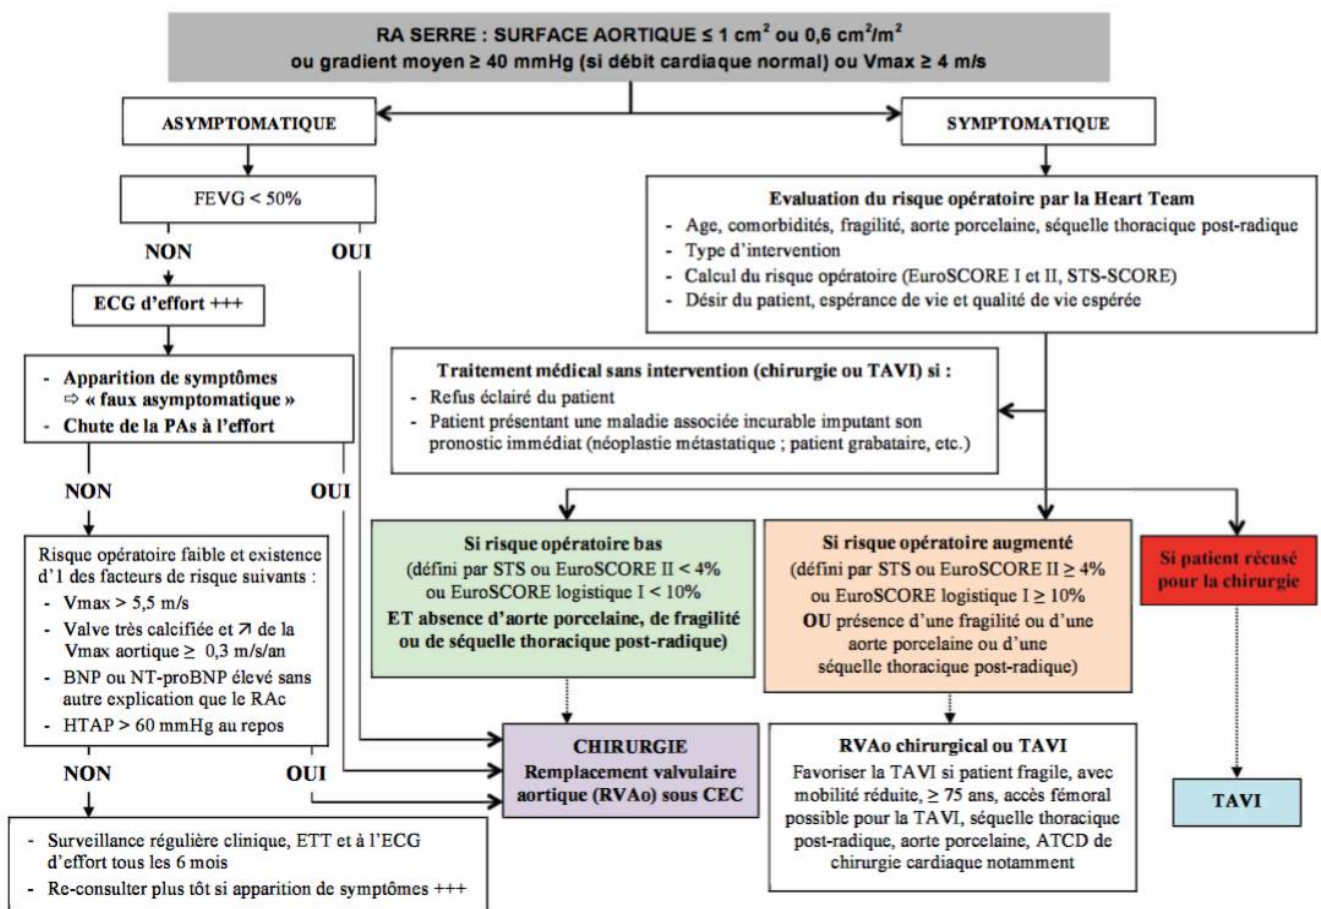 RA SERRE : SURFACE AORTIQUE ≤ 1 cm² ou 0,6 cm²/m²
ou gradient moyen ≥ 40 mmHg (si débit cardiaque normal) ou Vmax ≥ 4 m/s
ASYMPTOMATIQUE
SYMPTOMATIQUE
FEVG < 50%
NON
OUI
ECG d'effort +++
- Apparition de symptômes
⇨ « faux asymptomatique »
- Chute de la PAs à l'effort
NON
OUI
Risque opératoire faible et existence
d'1 des facteurs de risque suivants :
- Vmax > 5,5 m/s
- Valve très calcifiée et ↗ de la
Vmax aortique ≥ 0,3 m/s/an
- BNP ou NT-proBNP élevé sans
autre explication que le RAc
- HTAP > 60 mmHg au repos
NON
OUI
- Surveillance régulière clinique, ETT et à l'ECG
d'effort tous les 6 mois
- Re-consulter plus tôt si apparition de symptômes +++
Evaluation du risque opératoire par la Heart Team
- Age, comorbidités, fragilité, aorte porcelaine, séquelle thoracique post-radique
- Type d'intervention
- Calcul du risque opératoire (EuroSCORE I et II, STS-SCORE)
- Désir du patient, espérance de vie et qualité de vie espérée
Traitement médical sans intervention (chirurgie ou TAVI) si :
- Refus éclairé du patient
- Patient présentant une maladie associée incurable imputant son
pronostic immédiat (néoplastie métastatique ; patient grabataire, etc.)
Si risque opératoire bas
(défini par STS ou EuroSCORE II < 4%
ou EuroSCORE logistique I < 10%
ET absence d'aorte porcelaine, de fragilité
ou de séquelle thoracique post-radique)
Si risque opératoire augmenté
(défini par STS ou EuroSCORE II ≥ 4%
ou EuroSCORE logistique I ≥ 10%
OU présence d'une fragilité ou d'une
aorte porcelaine ou d'une
séquelle thoracique post-radique)
Si patient récusé
pour la chirurgie
CHIRURGIE
Remplacement valvulaire
aortique (RVAo) sous CEC
RVAo chirurgical ou TAVI
Favoriser la TAVI si patient fragile, avec
mobilité réduite, ≥ 75 ans, accès fémoral
possible pour la TAVI, séquelle thoracique
post-radique, aorte porcelaine, ATCD de
chirurgie cardiaque notamment
TAVI